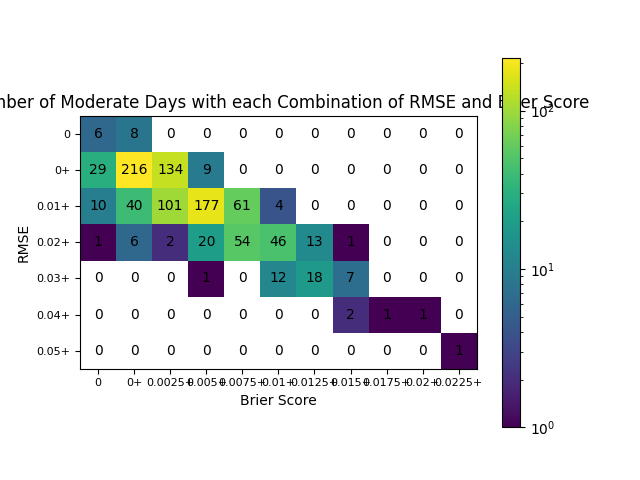 mber of Moderate Days with each Combination of RMSE and Brier Score
0 6 8 0 0 0 0 0 0 0 0 0
0+ 29 216 134 9 0 0 0 0 0 0 0
0.01+ 10 40 101 177 61 4 0 0 0 0 0
0.02+ 1 6 2 20 54 46 13 1 0 0 0
0.03+ 0 0 0 1 0 12 18 7 0 0 0
0.04+ 0 0 0 0 0 0 0 2 1 1 0
0.05+ 0 0 0 0 0 0 0 0 0 0 1
0 0+ 0.0025+ 0.005+ 0.0075+ 0.01+ 0.0125+ 0.015+ 0.0175+ 0.02+ 0.0225+
Brier Score
RMSE
10²
10¹
10⁰